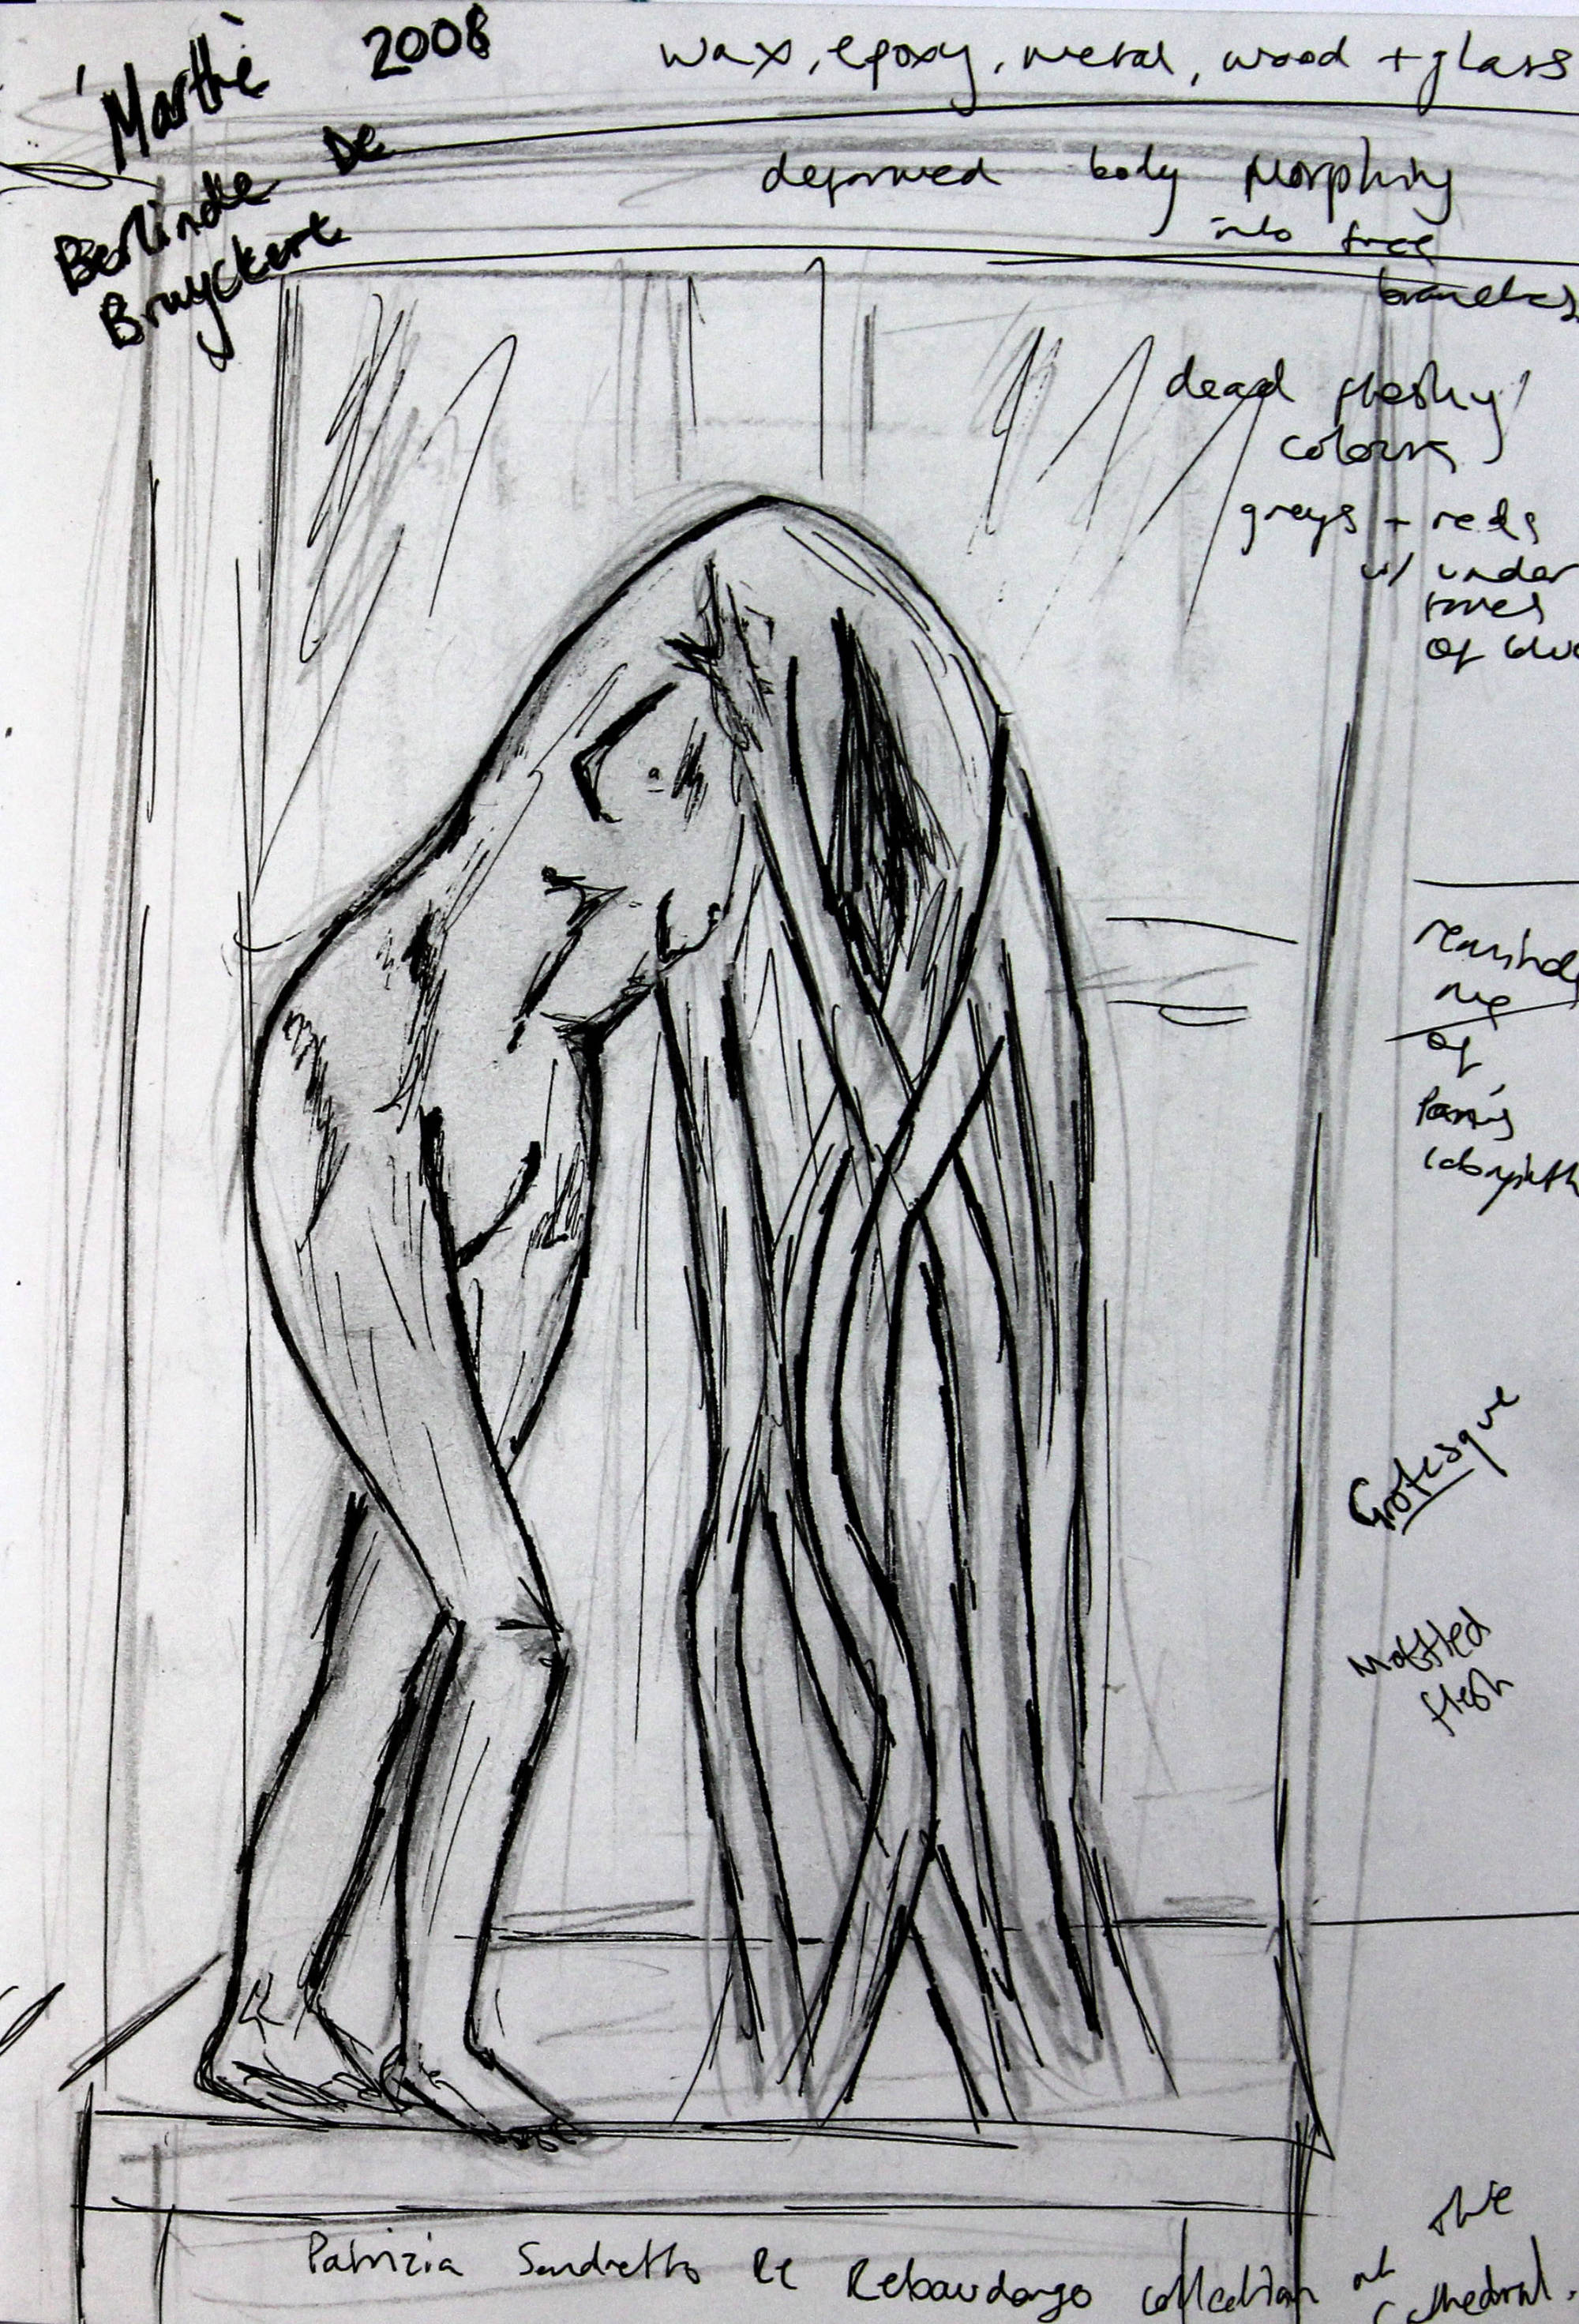 'Marthe' 2008
wax, epoxy, metal, wood + glass
Berlinde De
Bruyckere
deformed body morphing
into tree
branches
dead fleshy
colours
greys + reds
w/ under
tones
of blue
reminds
me
of
Pan's
labyrinth
Grotesque
Mottled
flesh
Patrizia Sandretto Re Rebaudengo collection at the
cathedral.